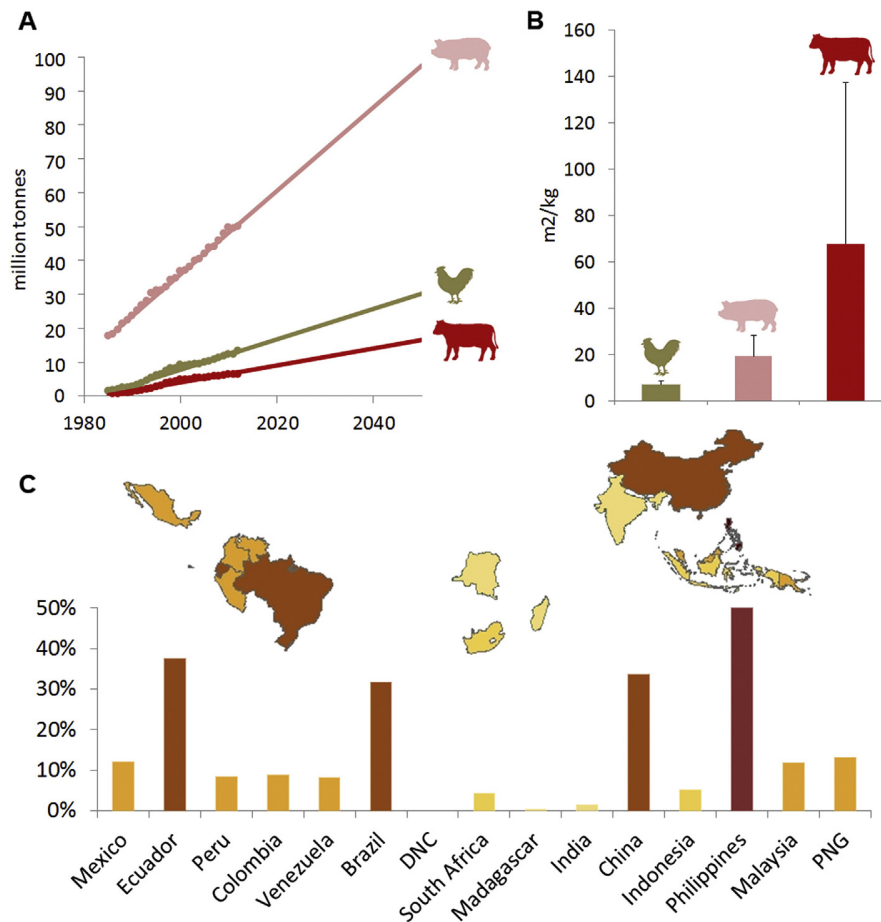 A
million tonnes
100
90
80
70
60
50
40
30
20
10
0
1980
2000
2020
2040
B
m2/kg
160
140
120
100
80
60
40
20
0
C
50%
40%
30%
20%
10%
0%
Mexico
Ecuador
Peru
Colombia
Venezuela
Brazil
DNC
South Africa
Madagascar
India
China
Indonesia
Philippines
Malaysia
PNG